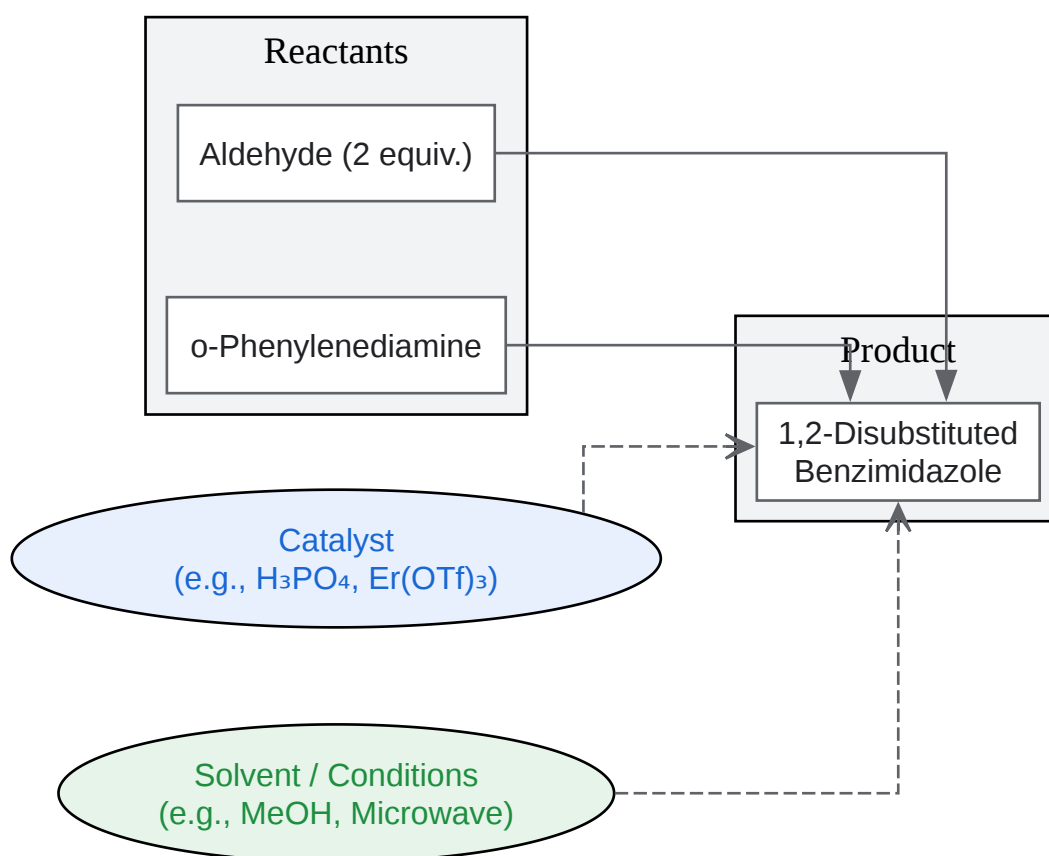 Reactants
Aldehyde (2 equiv.)
o-Phenylenediamine
Product
1,2-Disubstituted
Benzimidazole
Catalyst
(e.g., H₃PO₄, Er(OTf)₃)
Solvent / Conditions
(e.g., MeOH, Microwave)